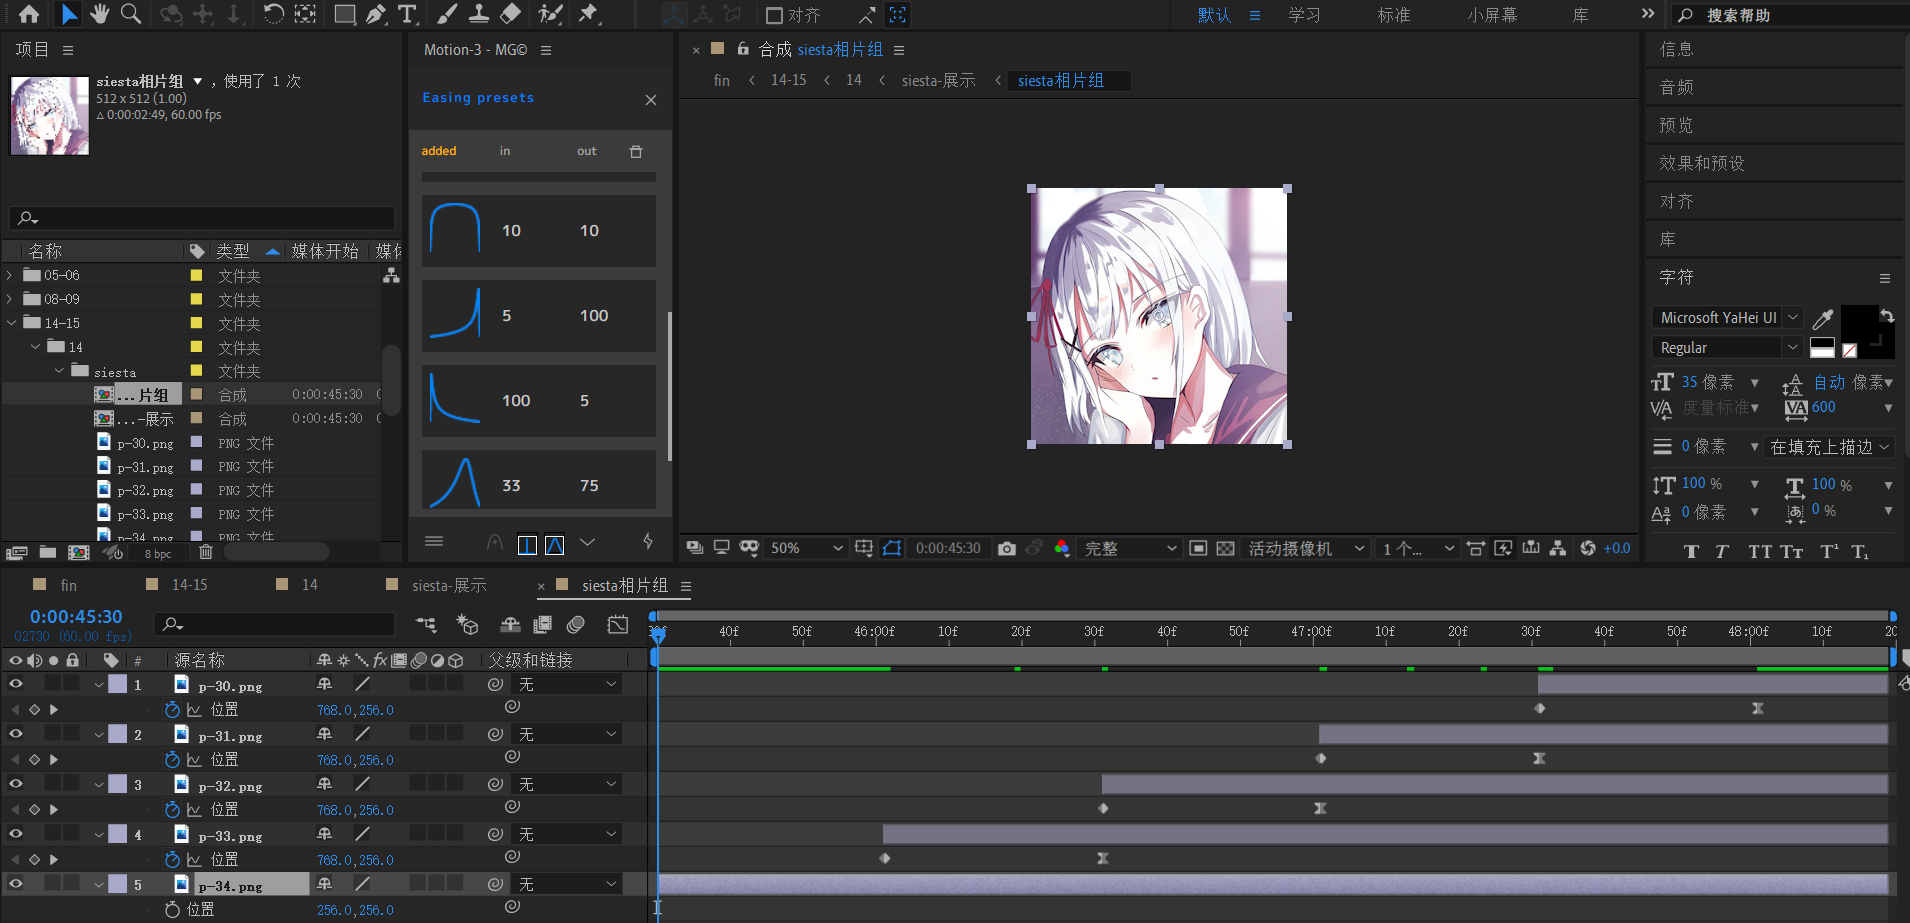 对齐
默认
学习
标准
小屏幕
库
搜索帮助
项目
siesta相片组 ▼ ，使用了 1 次
512 x 512 (1.00)
△ 0:00:02:49, 60.00 fps
名称 类型 媒体开始
05-06 文件夹
08-09 文件夹
14-15 文件夹
14 文件夹
siesta 文件夹
...片组 合成 0:00:45:30
...-展示 合成 0:00:45:30
p-30.png PNG 文件
p-31.png PNG 文件
p-32.png PNG 文件
p-33.png PNG 文件
p-34.png PNG 文件
8 bpc
Motion-3 - MG©
Easing presets
added in out
10 10
5 100
100 5
33 75
合成 siesta相片组
fin < 14-15 < 14 < siesta-展示 < siesta相片组
50% 0:00:45:30 完整 活动摄像机 1 个... +0.0
信息
音频
预览
效果和预设
对齐
库
字符
Microsoft YaHei UI
Regular
35 像素 自动 像素
度量标准 600
0 像素 在填充上描边
100 % 100 %
0 像素 0 %
fin
14-15
14
siesta-展示
siesta相片组
0:00:45:30
02730 (60.00 fps)
40f 50f 46:00f 10f 20f 30f 40f 50f 47:00f 10f 20f 30f 40f 50f 48:00f 10f 20
# 源名称 父级和链接
1 p-30.png 无
位置 768.0,256.0
2 p-31.png 无
位置 768.0,256.0
3 p-32.png 无
位置 768.0,256.0
4 p-33.png 无
位置 768.0,256.0
5 p-34.png 无
位置 256.0,256.0